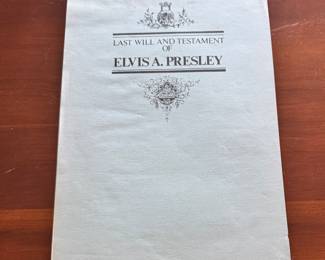 LAST WILL AND TESTAMENT
OF
ELVIS A. PRESLEY